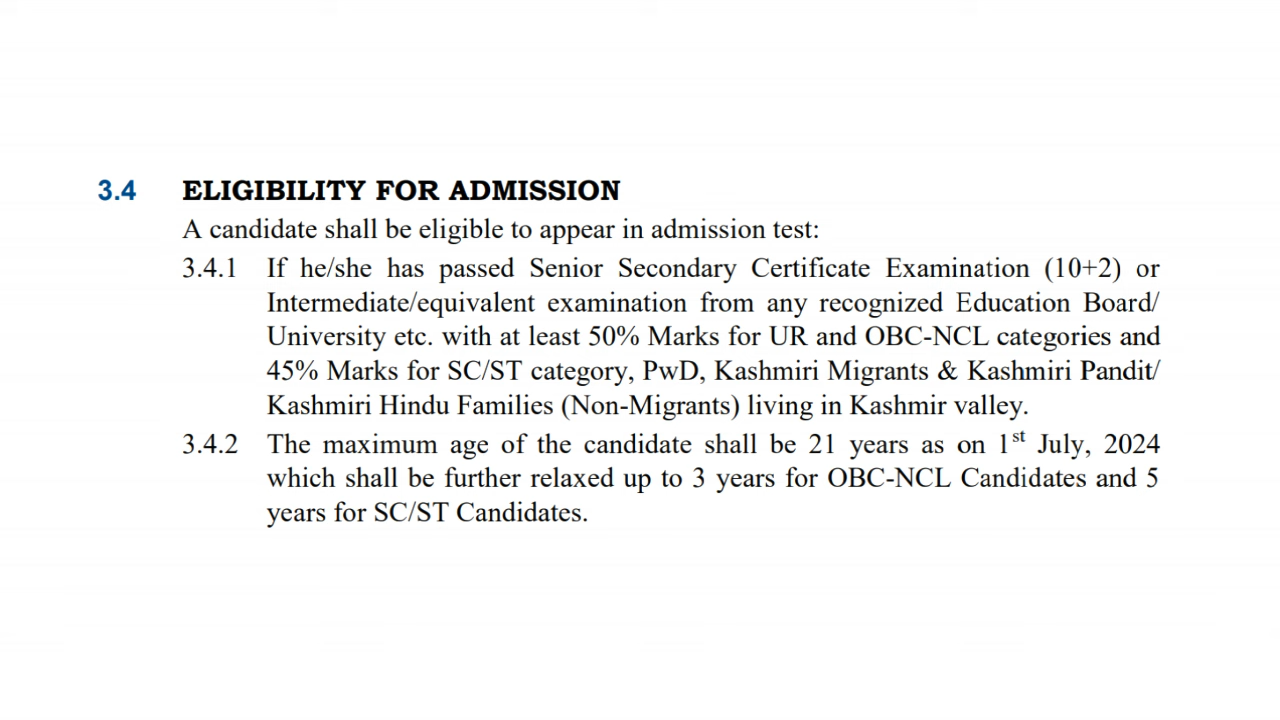 3.4 ELIGIBILITY FOR ADMISSION
A candidate shall be eligible to appear in admission test:
3.4.1 If he/she has passed Senior Secondary Certificate Examination (10+2) or
Intermediate/equivalent examination from any recognized Education Board/
University etc. with at least 50% Marks for UR and OBC-NCL categories and
45% Marks for SC/ST category, PwD, Kashmiri Migrants & Kashmiri Pandit/
Kashmiri Hindu Families (Non-Migrants) living in Kashmir valley.
3.4.2 The maximum age of the candidate shall be 21 years as on 1st July, 2024
which shall be further relaxed up to 3 years for OBC-NCL Candidates and 5
years for SC/ST Candidates.